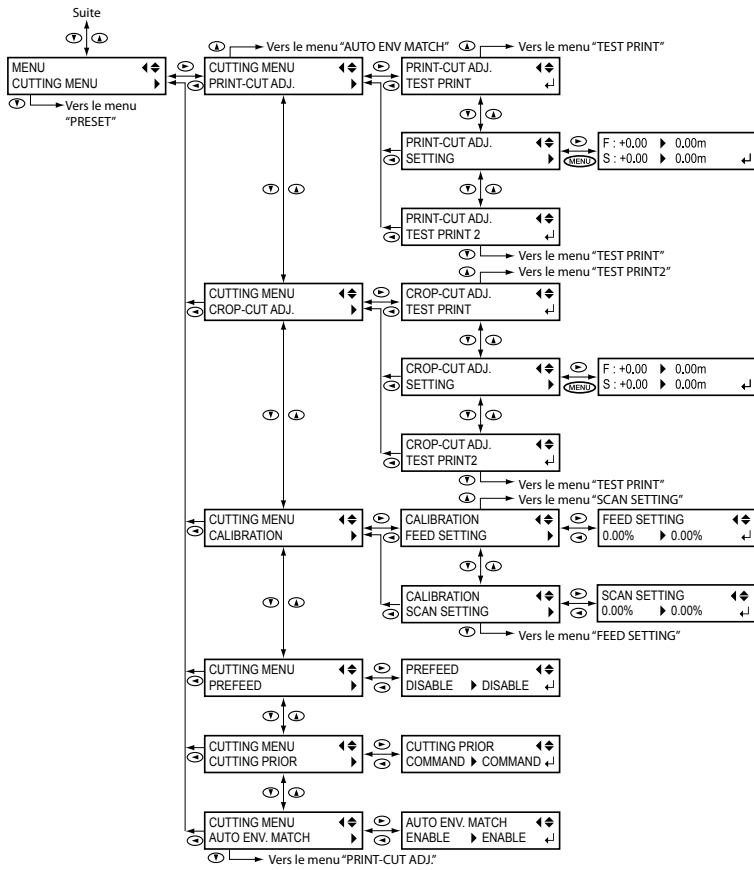 Suite
MENU
CUTTING MENU
Vers le menu
"PRESET"
Vers le menu "AUTO ENV MATCH"
CUTTING MENU
PRINT-CUT ADJ.
Vers le menu "TEST PRINT"
PRINT-CUT ADJ.
TEST PRINT
PRINT-CUT ADJ.
SETTING
MENU
F : +0.00 0.00m
S : +0.00 0.00m
PRINT-CUT ADJ.
TEST PRINT 2
Vers le menu "TEST PRINT"
Vers le menu "TEST PRINT2"
CUTTING MENU
CROP-CUT ADJ.
CROP-CUT ADJ.
TEST PRINT
CROP-CUT ADJ.
SETTING
MENU
F : +0.00 0.00m
S : +0.00 0.00m
CROP-CUT ADJ.
TEST PRINT2
Vers le menu "TEST PRINT"
Vers le menu "SCAN SETTING"
CUTTING MENU
CALIBRATION
CALIBRATION
FEED SETTING
FEED SETTING
0.00% 0.00%
CALIBRATION
SCAN SETTING
SCAN SETTING
0.00% 0.00%
Vers le menu "FEED SETTING"
CUTTING MENU
PREFEED
PREFEED
DISABLE DISABLE
CUTTING MENU
CUTTING PRIOR
CUTTING PRIOR
COMMAND COMMAND
CUTTING MENU
AUTO ENV. MATCH
AUTO ENV. MATCH
ENABLE ENABLE
Vers le menu "PRINT-CUT ADJ."